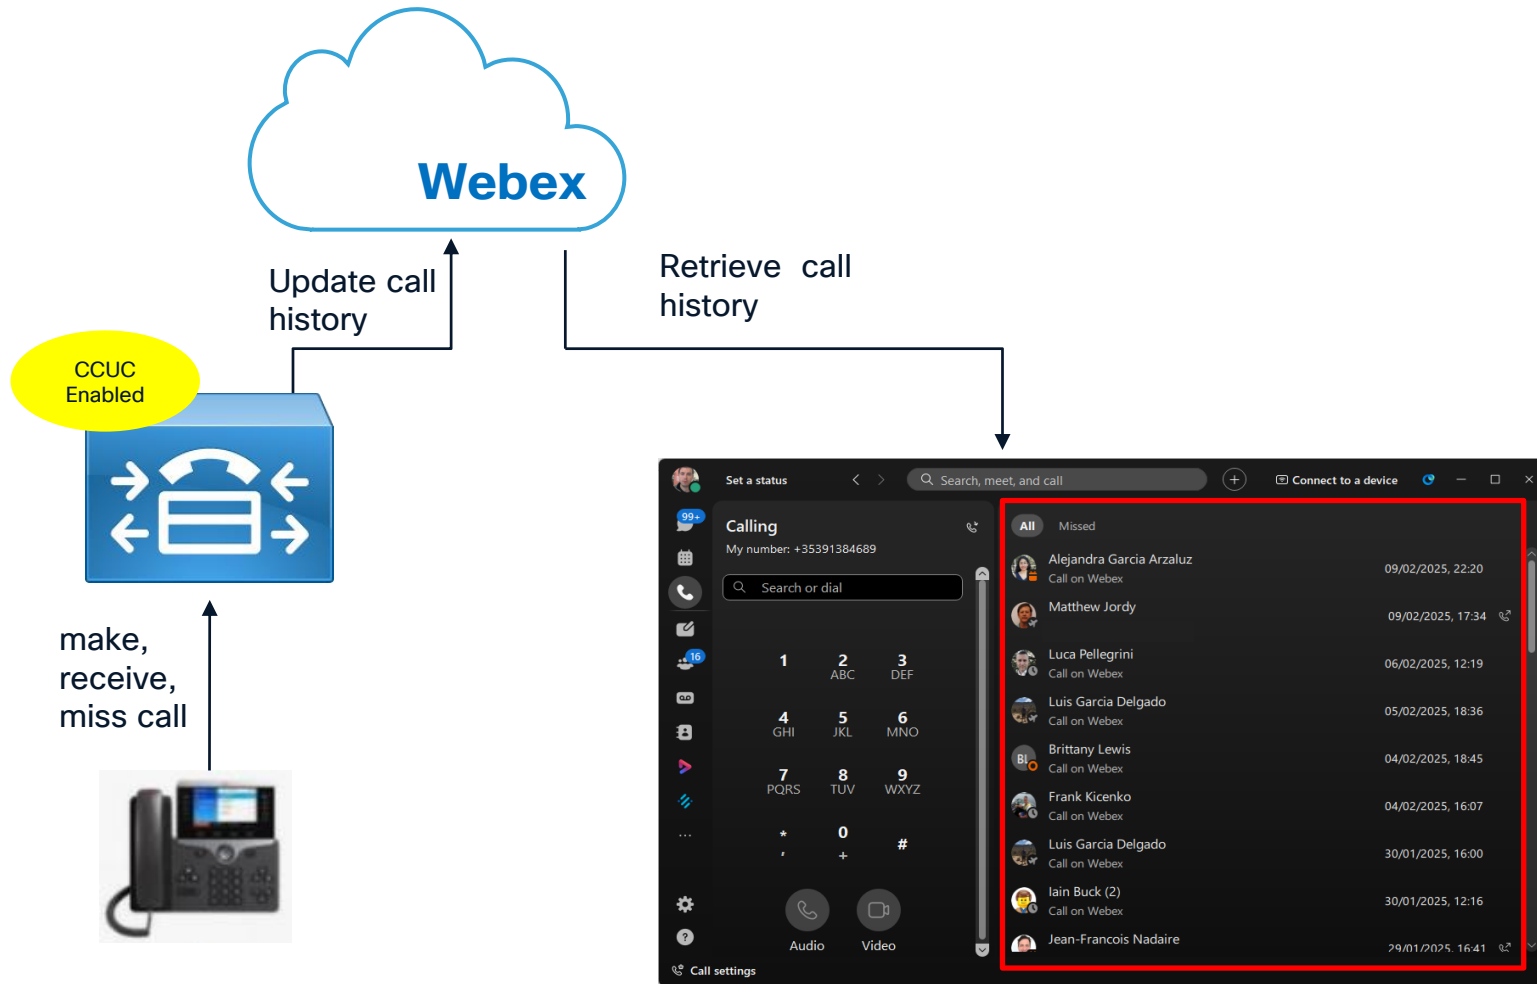 Webex
Update call
history
Retrieve call
history
CCUC
Enabled
make,
receive,
miss call
Set a status
Search, meet, and call
Connect to a device
99+
Calling
My number: +35391384689
Search or dial
16
1
2
3
ABC
DEF
4
5
6
GHI
JKL
MNO
7
8
9
PQRS
TUV
WXYZ
*
0
#
,
+
Audio
Video
Call settings
All
Missed
Alejandra Garcia Arzaluz
Call on Webex
09/02/2025, 22:20
Matthew Jordy
09/02/2025, 17:34
Luca Pellegrini
Call on Webex
06/02/2025, 12:19
Luis Garcia Delgado
Call on Webex
05/02/2025, 18:36
BL
Brittany Lewis
Call on Webex
04/02/2025, 18:45
Frank Kicenko
Call on Webex
04/02/2025, 16:07
Luis Garcia Delgado
Call on Webex
30/01/2025, 16:00
Iain Buck (2)
Call on Webex
30/01/2025, 12:16
Jean-Francois Nadaire
29/01/2025, 16:41